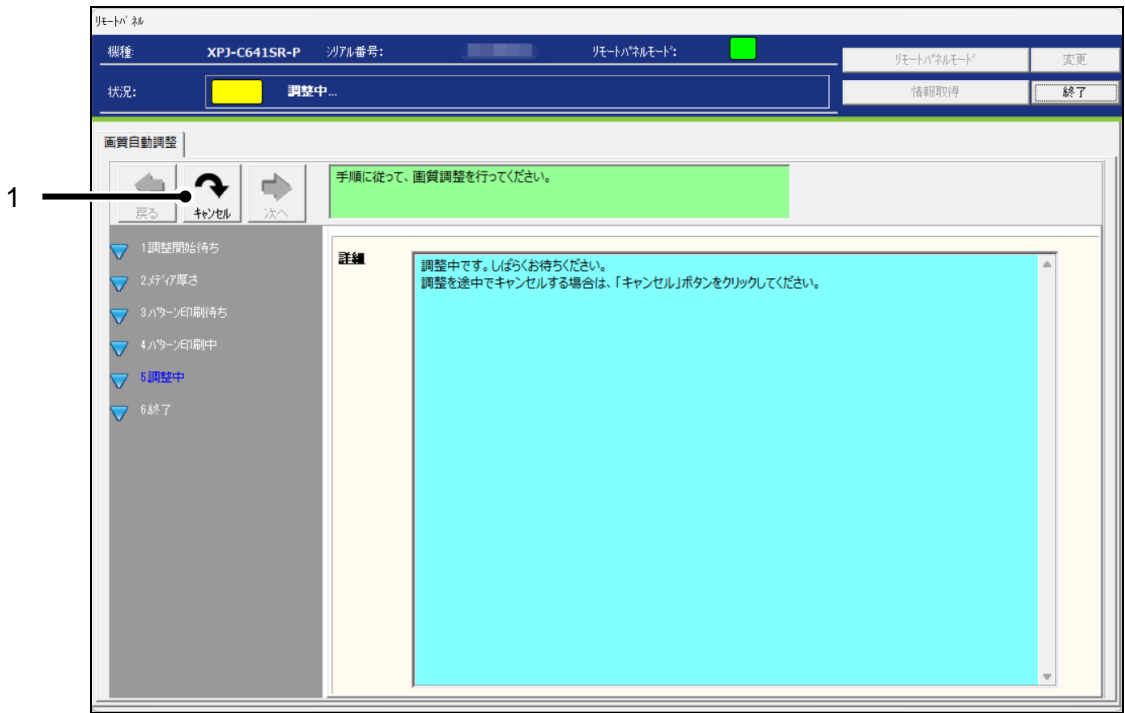 リモートパネル
機種: XPJ-C641SR-P シリアル番号: リモートパネルモード:
リモートパネルモード 変更
状況: 調整中...
情報取得 終了
画質自動調整
1
戻る キャンセル 次へ
手順に従って、画質調整を行ってください。
1.調整開始待ち
2.メディア厚さ
3.パターン印刷待ち
4.パターン印刷中
5.調整中
6.終了
詳細
調整中です。しばらくお待ちください。
調整を途中でキャンセルする場合は、「キャンセル」ボタンをクリックしてください。